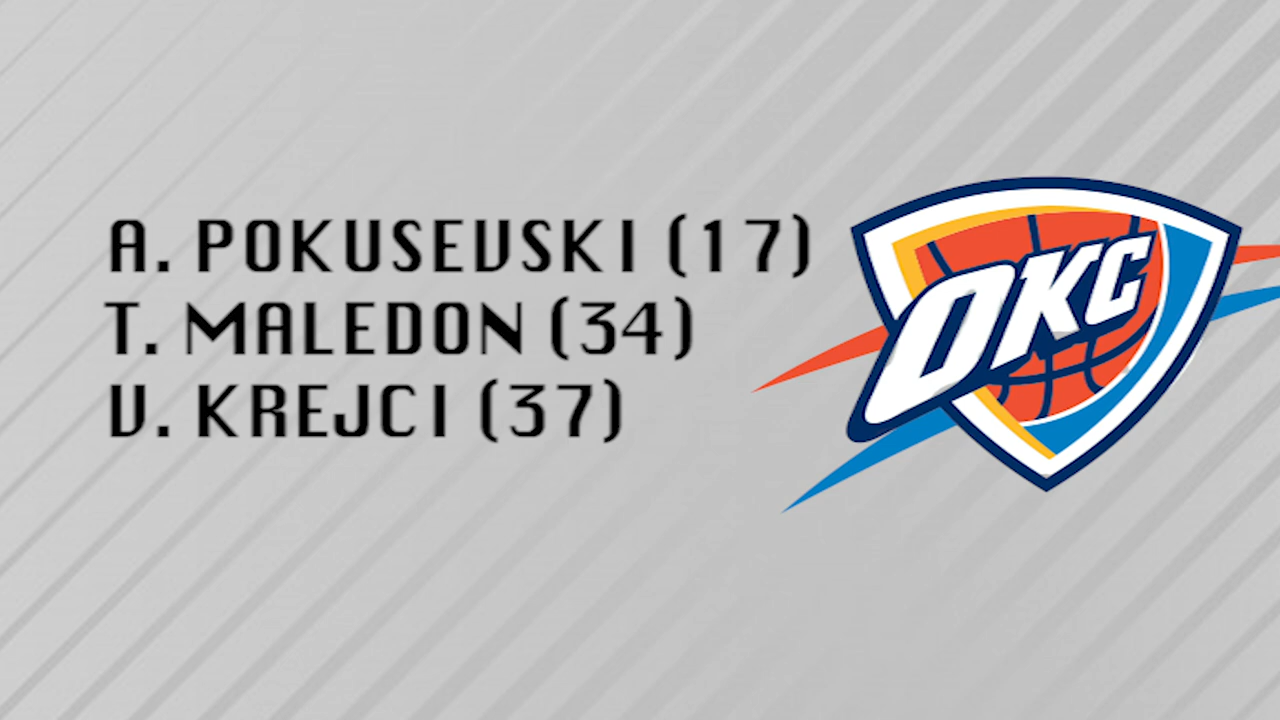 A. POKUSEVSKI (17)
T. MALEDON (34)
V. KREJCI (37)
OKC